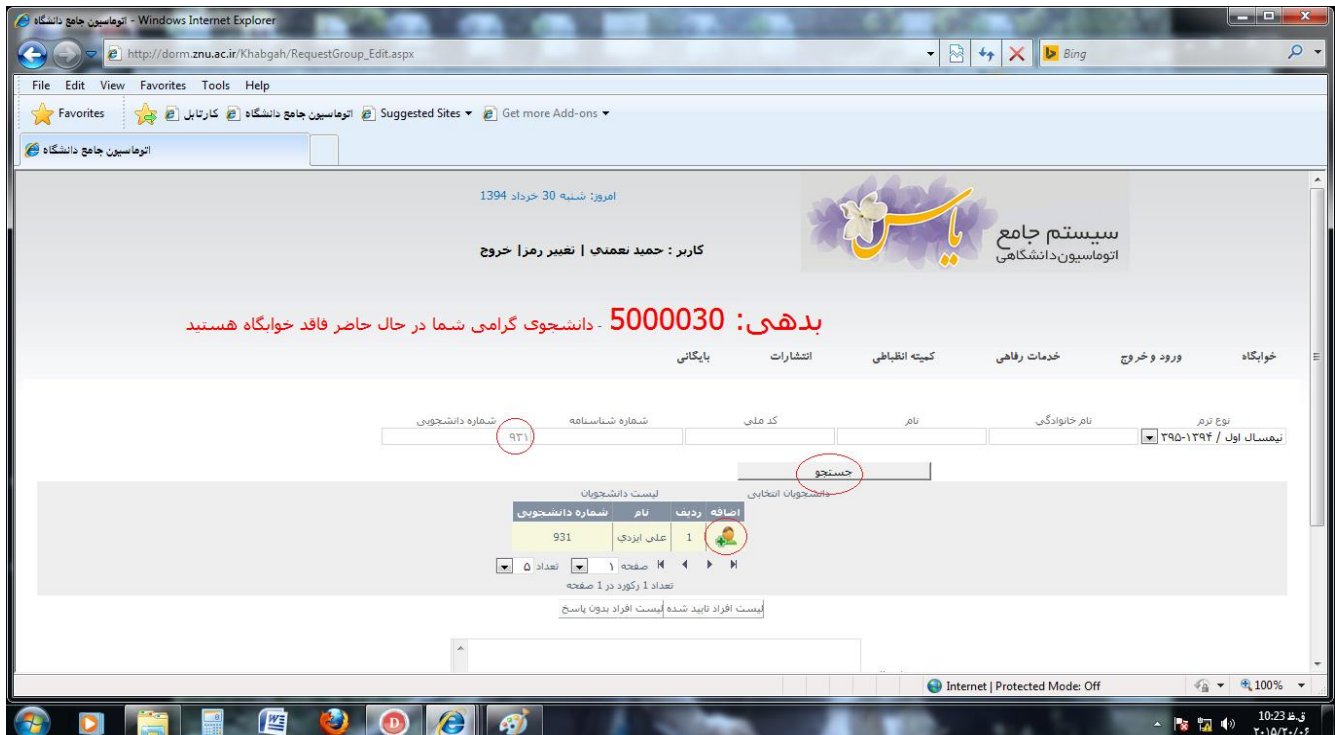 اتوماسیون جامع دانشگاه - Windows Internet Explorer
http://dorm.znu.ac.ir/Khabgah/RequestGroup_Edit.aspx
Bing
File Edit View Favorites Tools Help
Favorites کارتابل اتوماسیون جامع دانشگاه Suggested Sites Get more Add-ons
اتوماسیون جامع دانشگاه
امروز: شنبه 30 خرداد 1394
یاس
سیستم جامع
اتوماسیون‌دانشگاهی
کاربر : حمید نعمتی | تغییر رمز| خروج
بدهی: 5000030 - دانشجوی گرامی شما در حال حاضر فاقد خوابگاه هستید
خوابگاه ورود و خروج خدمات رفاهی کمیته انظباطی انتشارات بایگانی
نوع ترم نام خانوادگی نام کد ملی شماره شناسنامه شماره دانشجویی
نیمسال اول / ۱۳۹۴-۳۹۵ ۹۳۱
جستجو
دانشجویان انتخابی لیست دانشجویان
اضافه ردیف نام شماره دانشجویی
1 علی ایزدی 931
صفحه ۱ تعداد ۵
تعداد 1 رکورد در 1 صفحه
لیست افراد تایید شده لیست افراد بدون پاسخ
Internet | Protected Mode: Off 100%
10:23 ق.ظ
۲۰۱۵/۲۰/۰۶